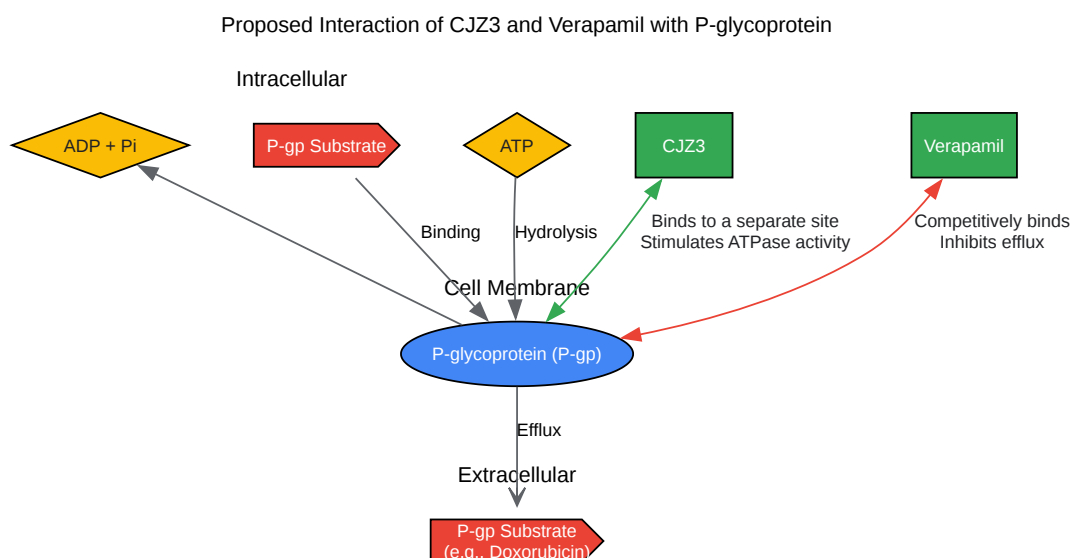 Proposed Interaction of CJZ3 and Verapamil with P-glycoprotein
Intracellular
ADP + Pi
P-gp Substrate
ATP
CJZ3
Verapamil
Binding
Hydrolysis
Binds to a separate site
Stimulates ATPase activity
Competitively binds
Inhibits efflux
Cell Membrane
P-glycoprotein (P-gp)
Efflux
Extracellular
P-gp Substrate
(e.g., Doxorubicin)